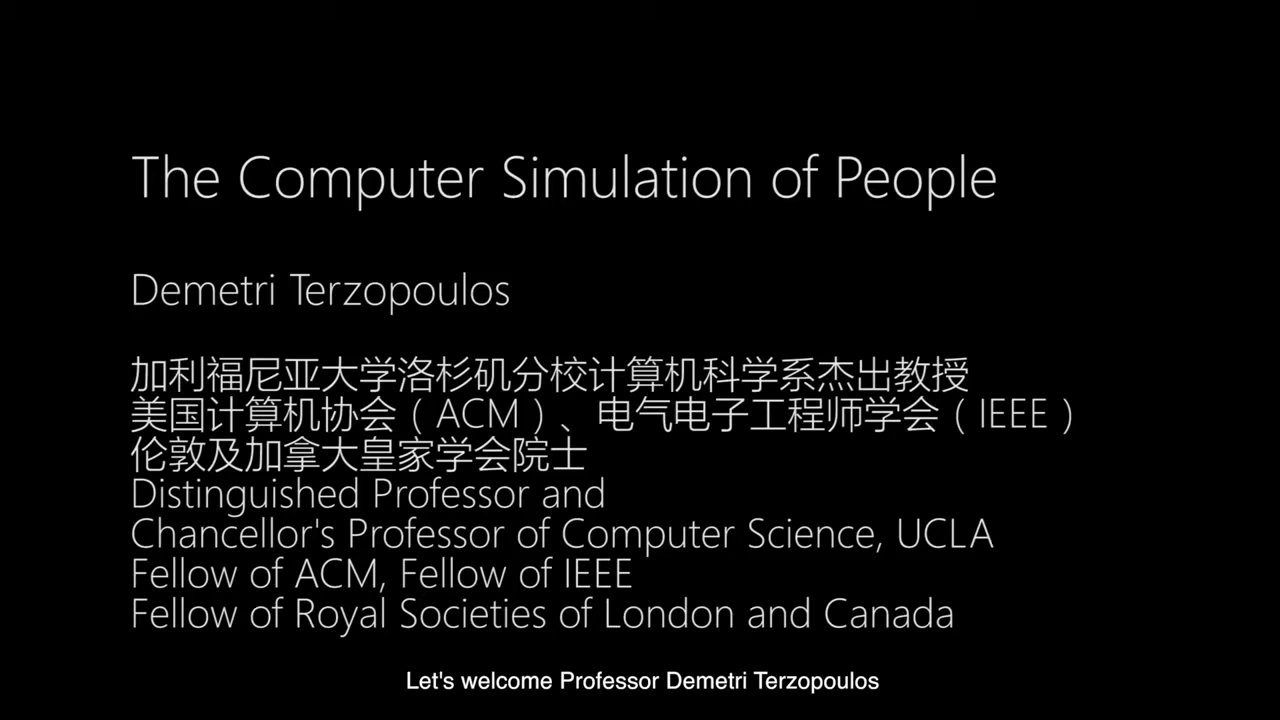 The Computer Simulation of People
Demetri Terzopoulos
加利福尼亚大学洛杉矶分校计算机科学系杰出教授
美国计算机协会（ACM）、电气电子工程师学会（IEEE）
伦敦及加拿大皇家学会院士
Distinguished Professor and
Chancellor's Professor of Computer Science, UCLA
Fellow of ACM, Fellow of IEEE
Fellow of Royal Societies of London and Canada
Let's welcome Professor Demetri Terzopoulos